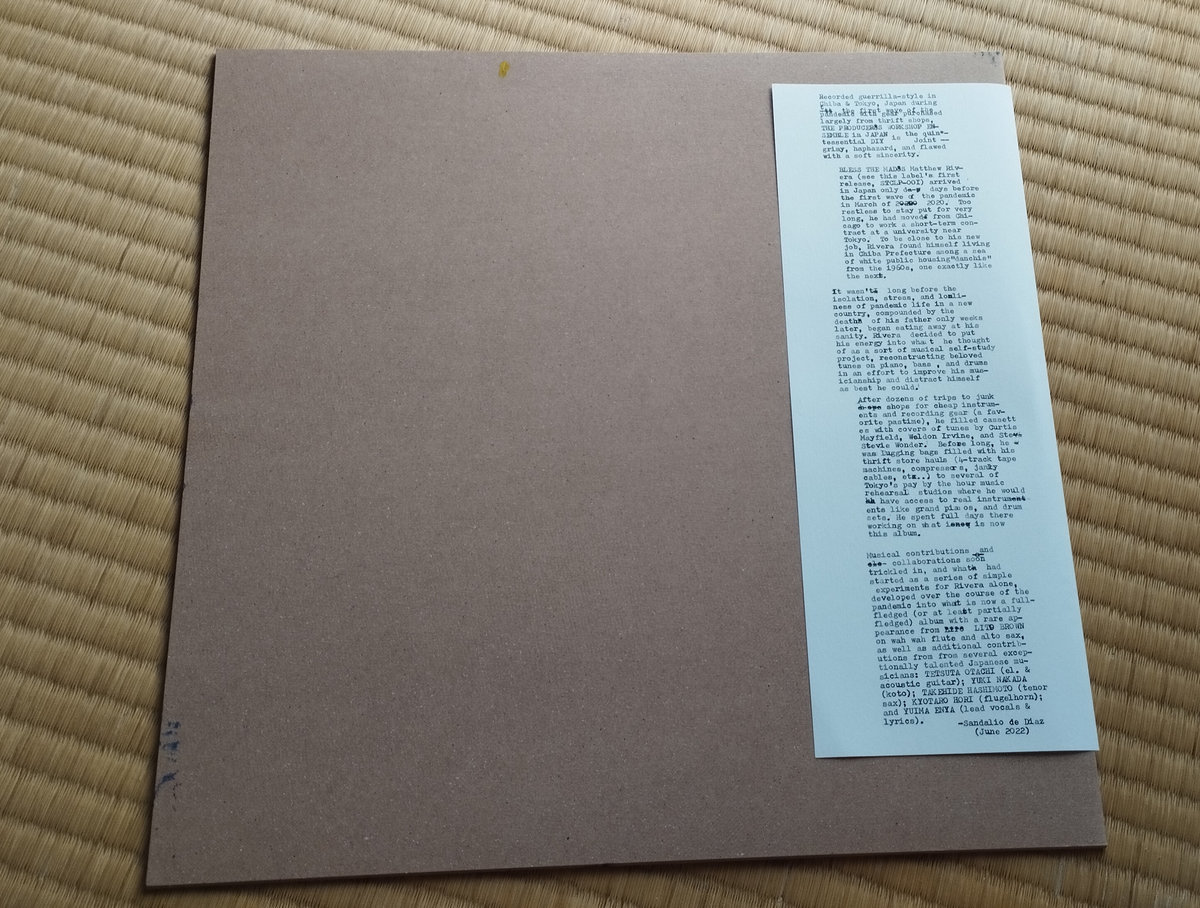 Recorded guerrilla-style in
Chiba & Tokyo, Japan during
the first wave of the
pandemic with gear purchased
largely from thrift shops,
THE PRODUCERS WORKSHOP EN-
SEMBLE in JAPAN is the quin-
tessential DIY Joint —
grimy, haphazard, and flawed
with a soft sincerity.
BLESS THE MAD's Matthew Riv-
era (see this label's first
release, STCLP-001) arrived
in Japan only days before
the first wave of the pandemic
in March of 2020. Too
restless to stay put for very
long, he had moved from Chi-
cago to work a short-term con-
tract at a university near
Tokyo. To be close to his new
job, Rivera found himself living
in Chiba Prefecture among a sea
of white public housing "danchis"
from the 1960s, one exactly like
the next.
It wasn't long before the
isolation, stress, and lonli-
ness of pandemic life in a new
country, compounded by the
death of his father only weeks
later, began eating away at his
sanity. Rivera decided to put
his energy into what he thought
of as a sort of musical self-study
project, reconstructing beloved
tunes on piano, bass , and drums
in an effort to improve his mus-
icianship and distract himself
as best he could.
After dozens of trips to junk
shops for cheap instrum-
ents and recording gear (a fav-
orite pastime), he filled cassett
es with covers of tunes by Curtis
Mayfield, Weldon Irvine, and
Stevie Wonder. Before long, he
was lugging bags filled with his
thrift store hauls (4-track tape
machines, compressors, janky
cables, etc..) to several of
Tokyo's pay by the hour music
rehearsal studios where he would
have access to real instrum
ents like grand pianos, and drum
sets. He spent full days there
working on what is now
this album.
Musical contributions and
collaborations soon
trickled in, and what had
started as a series of simple
experiments for Rivera alone,
developed over the course of the
pandemic into what is now a full-
fledged (or at least partially
fledged) album with a rare ap-
pearance from LITO BROWN
on wah wah flute and alto sax,
as well as additional contrib-
utions from from several excep-
tionally talented Japanese mu-
sicians: TETSUTA OTACHI (el. &
acoustic guitar); YUKI NAKADA
(koto); TAKEHIDE HASHIMOTO (tenor
sax); KYOTARO HORI (flugelhorn);
and YUIMA ENYA (lead vocals &
lyrics).
-Sandalio de Diaz
(June 2022)